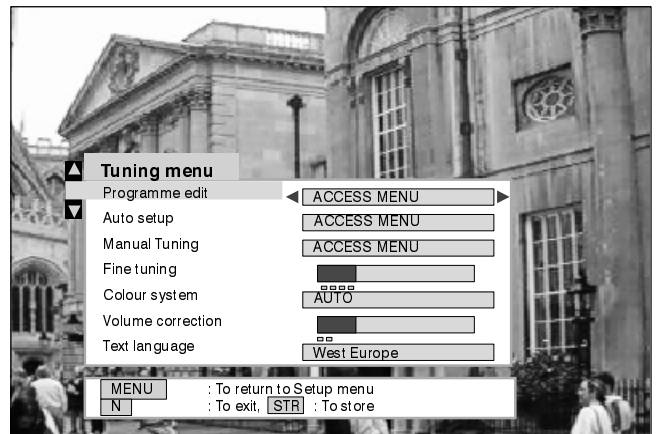 Tuning menu
Programme edit ACCESS MENU
Auto setup ACCESS MENU
Manual Tuning ACCESS MENU
Fine tuning
Colour system AUTO
Volume correction
Text language West Europe
MENU : To return to Setup menu
N : To exit, STR : To store